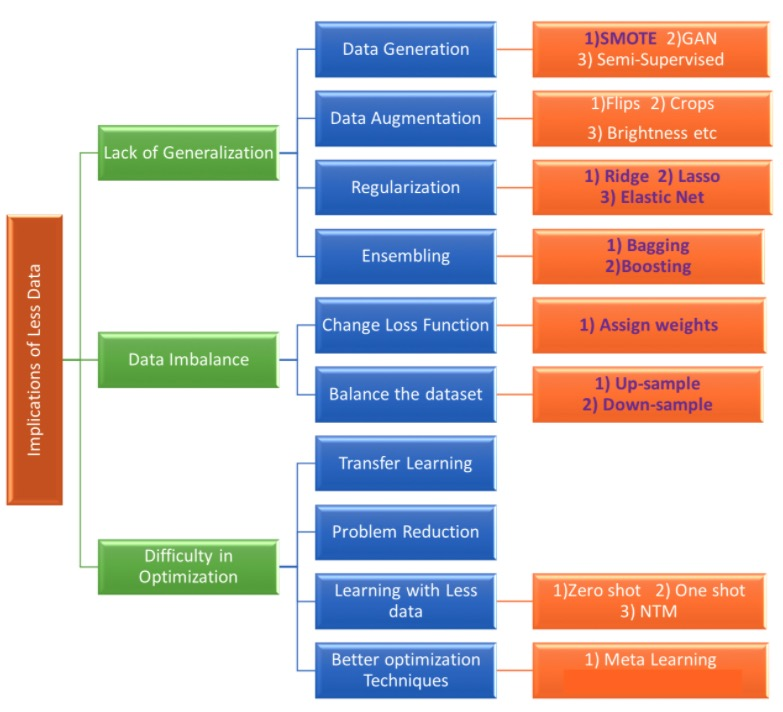 Implications of Less Data
Lack of Generalization
Data Generation
1)SMOTE 2)GAN
3) Semi-Supervised
Data Augmentation
1)Flips 2) Crops
3) Brightness etc
Regularization
1) Ridge 2) Lasso
3) Elastic Net
Ensembling
1) Bagging
2)Boosting
Data Imbalance
Change Loss Function
1) Assign weights
Balance the dataset
1) Up-sample
2) Down-sample
Difficulty in
Optimization
Transfer Learning
Problem Reduction
Learning with Less
data
1)Zero shot 2) One shot
3) NTM
Better optimization
Techniques
1) Meta Learning